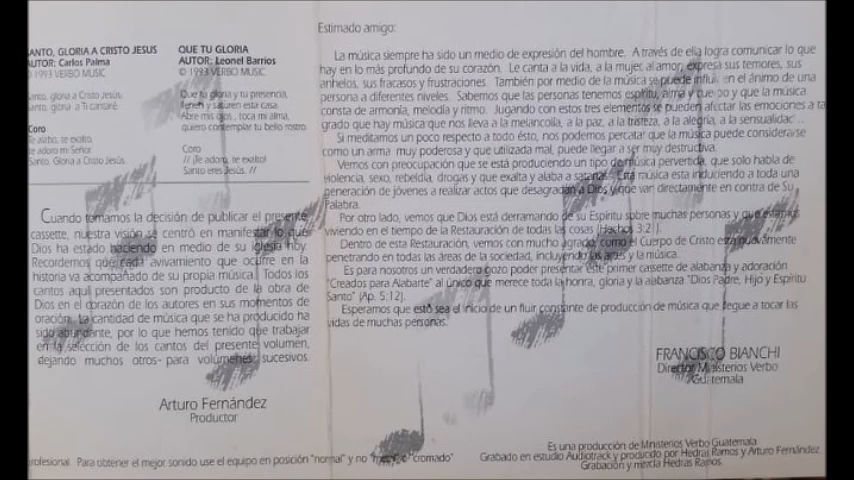 ANTO, GLORIA A CRISTO JESUS
AUTOR: Carlos Palma
© 1993 VERBO MUSIC
Santo, gloria a Cristo Jesús.
Santo, gloria a Ti cantaré.
Coro
Te alabo, te exalto
te adoro mi Señor.
Santo, Gloria a Cristo Jesús.
QUE TU GLORIA
AUTOR: Leonel Barrios
© 1993 VERBO MUSIC
Que tu gloria y tu presencia,
llenen y saturen esta casa.
Abre mis ojos, toca mi alma,
quiero contemplar tu bello rostro.
Coro
// ¡Te adoro, te exalto!
Santo eres Jesús. //
Cuando tomamos la decisión de publicar el presente
cassette, nuestra visión se centró en manifestar lo que
Dios ha estado haciendo en medio de Su Iglesia hoy.
Recordemos que cada avivamiento que ocurre en la
historia va acompañado de su propia música. Todos los
cantos aquí presentados son producto de la obra de
Dios en el corazón de los autores en sus momentos de
oración. La cantidad de música que se ha producido ha
sido abundante, por lo que hemos tenido que trabajar
en la selección de los cantos del presente volumen,
dejando muchos otros- para volúmenes sucesivos.
Arturo Fernández
Productor
Estimado amigo:
La música siempre ha sido un medio de expresión del hombre. A través de ella logra comunicar lo que
hay en lo más profundo de su corazón. Le canta a la vida, a la mujer, al amor; expresa sus temores, sus
anhelos, sus fracasos y frustraciones. También por medio de la música se puede influir en el ánimo de una
persona a diferentes niveles. Sabemos que las personas tenemos espíritu, alma y cuerpo y que la música
consta de armonía, melodía y ritmo. Jugando con estos tres elementos se pueden afectar las emociones a ta
grado que hay música que nos lleva a la melancolía, a la paz, a la tristeza, a la alegría, a la sensualidad...
Si meditamos un poco respecto a todo ésto, nos podemos percatar que la música puede considerarse
como un arma muy poderosa y que utilizada mal, puede llegar a ser muy destructiva.
Vemos con preocupación que se está produciendo un tipo de música pervertida, que solo habla de
violencia, sexo, rebeldía, drogas y que exalta y alaba a satanás. Esta música esta induciendo a toda una
generación de jóvenes a realizar actos que desagradan a Dios y que van directamente en contra de Su
Palabra.
Por otro lado, vemos que Dios está derramando de su Espíritu sobre muchas personas y que estamos
viviendo en el tiempo de la Restauración de todas las cosas (Hechos 3:21).
Dentro de esta Restauración, vemos con mucho agrado, como el Cuerpo de Cristo está nuevamente
penetrando en todas las áreas de la sociedad, incluyendo las artes y la música.
Es para nosotros un verdadero gozo poder presentar este primer cassette de alabanza y adoración
"Creados para Alabarte" al único que merece toda la honra, gloria y la alabanza "Dios Padre, Hijo y Espíritu
Santo" (Ap. 5:12).
Esperamos que estó sea el inicio de un fluir constante de producción de música que llegue a tocar las
vidas de muchas personas.
FRANCISCO BIANCHI
Director Ministerios Verbo
Guatemala
rofesional. Para obtener el mejor sonido use el equipo en posición "normal" y no "metal" o "cromado"
Es una producción de Ministerios Verbo Guatemala
Grabado en estudio Audiotrack y producido por Hedras Ramos y Arturo Fernández
Grabación y mezcla Hedras Ramos.